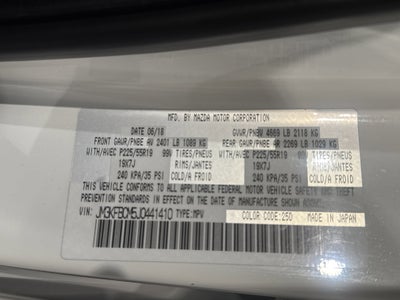 MFD. BY MAZDA MOTOR CORPORATION
DATE 06/18 GVWR/PNBV 4669 LB 2118 KG
FRONT GAWR/PNBE AV 2401 LB 1089 KG REAR GAWR/PNBE AR 2269 LB 1029 KG
WITH/AVEC P225/55R19 99V TIRES/PNEUS WITH/AVEC P225/55R19 99V TIRES/PNEUS
19X7J RIMS/JANTES 19X7J RIMS/JANTES
240 KPA/35 PSI COLD/A FROID 240 KPA/35 PSI COLD/A FROID
THIS VEHICLE CONFORMS TO ALL APPLICABLE FEDERAL MOTOR VEHICLE SAFETY, BUMPER, AND THEFT
PREVENTION STANDARDS IN EFFECT ON THE DATE OF MANUFACTURE SHOWN ABOVE.
VIN: JM3KFBCM5J0441410 TYPE:MPV
COLOR CODE:25D MADE IN JAPAN